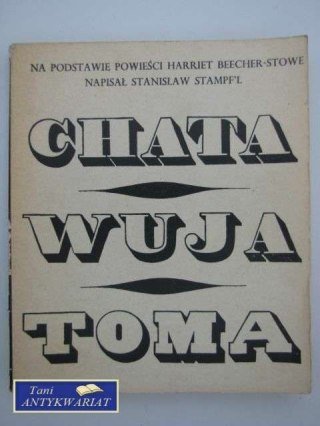 NA PODSTAWIE POWIEŚCI HARRIET BEECHER-STOWE
NAPISAŁ STANISŁAW STAMPF'L
CHATA
WUJA
TOMA
Tani
ANTYKWARIAT